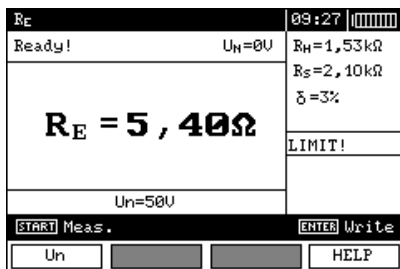 RE 09:27
Ready! UN=0V RH=1,53kΩ
RS=2,10kΩ
δ=3%
RE =5,40Ω
LIMIT!
Un=50V
START Meas. ENTER Write
Un HELP